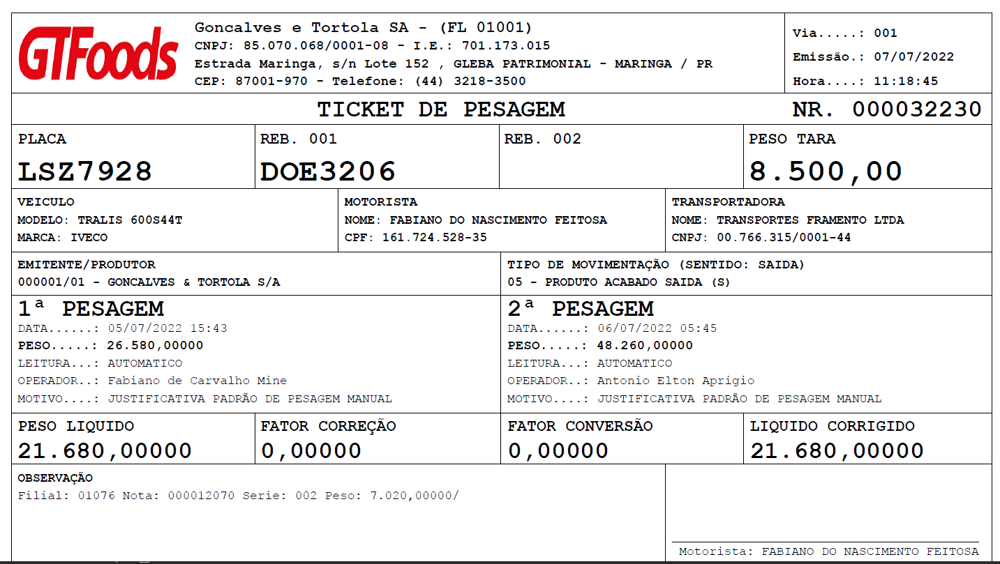 GTFoods
Goncalves e Tortola SA - (FL 01001)
CNPJ: 85.070.068/0001-08 - I.E.: 701.173.015
Estrada Maringa, s/n Lote 152 , GLEBA PATRIMONIAL - MARINGA / PR
CEP: 87001-970 - Telefone: (44) 3218-3500
Via.....: 001
Emissão.: 07/07/2022
Hora....: 11:18:45
TICKET DE PESAGEM
NR. 000032230
PLACA
LSZ7928
REB. 001
DOE3206
REB. 002
PESO TARA
8.500,00
VEICULO
MODELO: TRALIS 600S44T
MARCA: IVECO
MOTORISTA
NOME: FABIANO DO NASCIMENTO FEITOSA
CPF: 161.724.528-35
TRANSPORTADORA
NOME: TRANSPORTES FRAMENTO LTDA
CNPJ: 00.766.315/0001-44
EMITENTE/PRODUTOR
000001/01 - GONCALVES & TORTOLA S/A
TIPO DE MOVIMENTAÇÃO (SENTIDO: SAIDA)
05 - PRODUTO ACABADO SAIDA (S)
1ª PESAGEM
DATA......: 05/07/2022 15:43
PESO.....: 26.580,00000
LEITURA...: AUTOMATICO
OPERADOR..: Fabiano de Carvalho Mine
MOTIVO....: JUSTIFICATIVA PADRÃO DE PESAGEM MANUAL
2ª PESAGEM
DATA......: 06/07/2022 05:45
PESO.....: 48.260,00000
LEITURA...: AUTOMATICO
OPERADOR..: Antonio Elton Aprigio
MOTIVO....: JUSTIFICATIVA PADRÃO DE PESAGEM MANUAL
PESO LIQUIDO
21.680,00000
FATOR CORREÇÃO
0,00000
FATOR CONVERSÃO
0,00000
LIQUIDO CORRIGIDO
21.680,00000
OBSERVAÇÃO
Filial: 01076 Nota: 000012070 Serie: 002 Peso: 7.020,00000/
Motorista: FABIANO DO NASCIMENTO FEITOSA